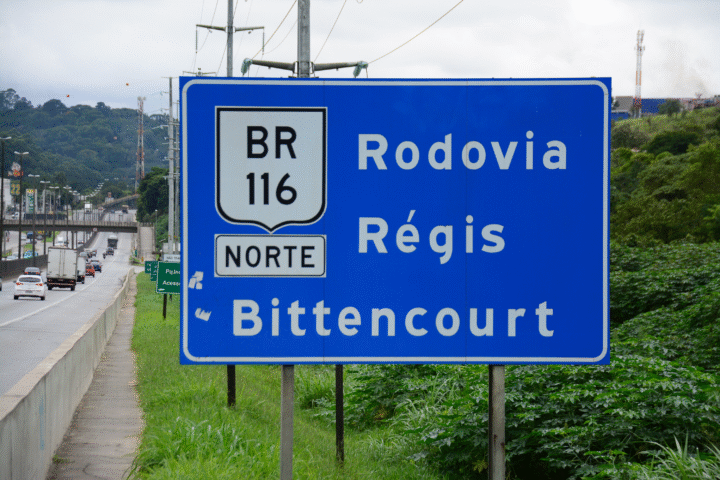 BR
116
NORTE
Rodovia
Régis
Bittencourt